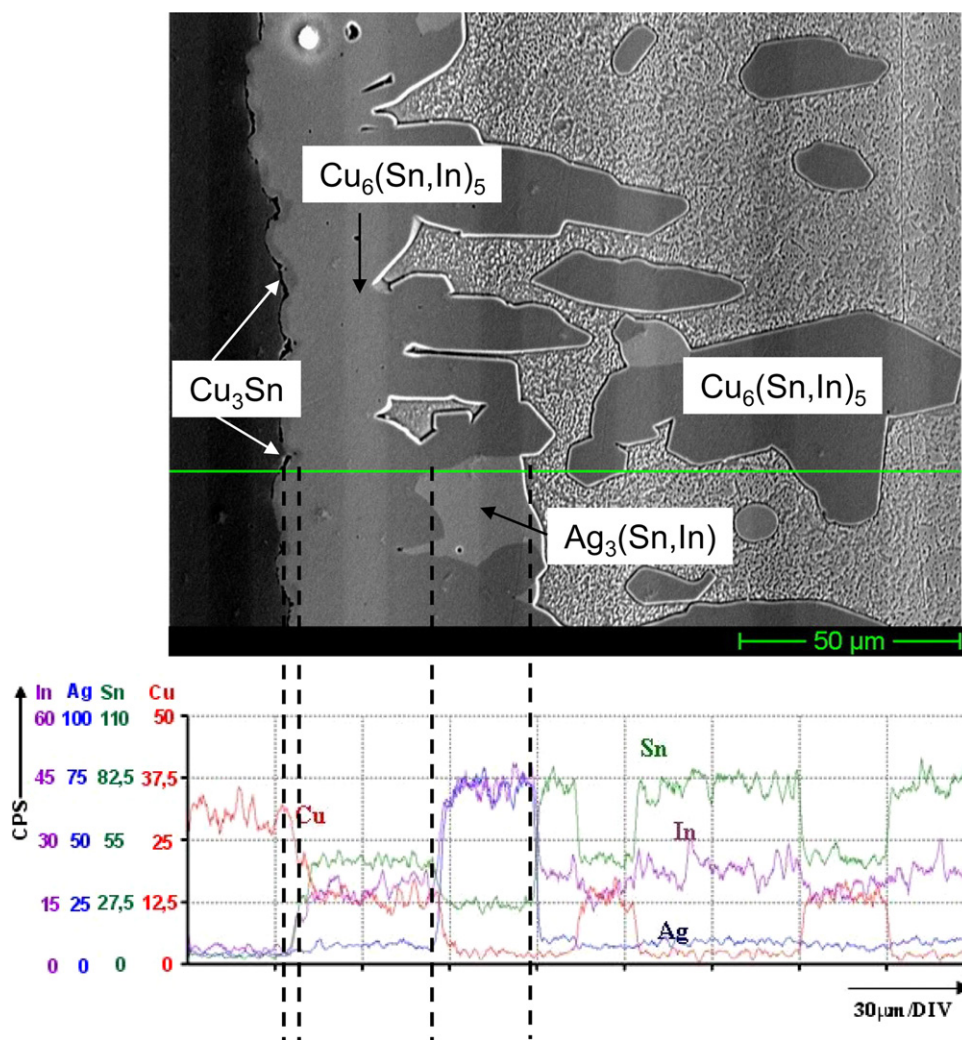 Cu₆(Sn,In)₅
Cu₃Sn
Cu₆(Sn,In)₅
Ag₃(Sn,In)
50 µm
In Ag Sn Cu
60 100 110 50
45 75 82,5 37,5
30 50 55 25
15 25 27,5 12,5
0 0 0 0
CPS
Cu
Sn
In
Ag
30µm/DIV